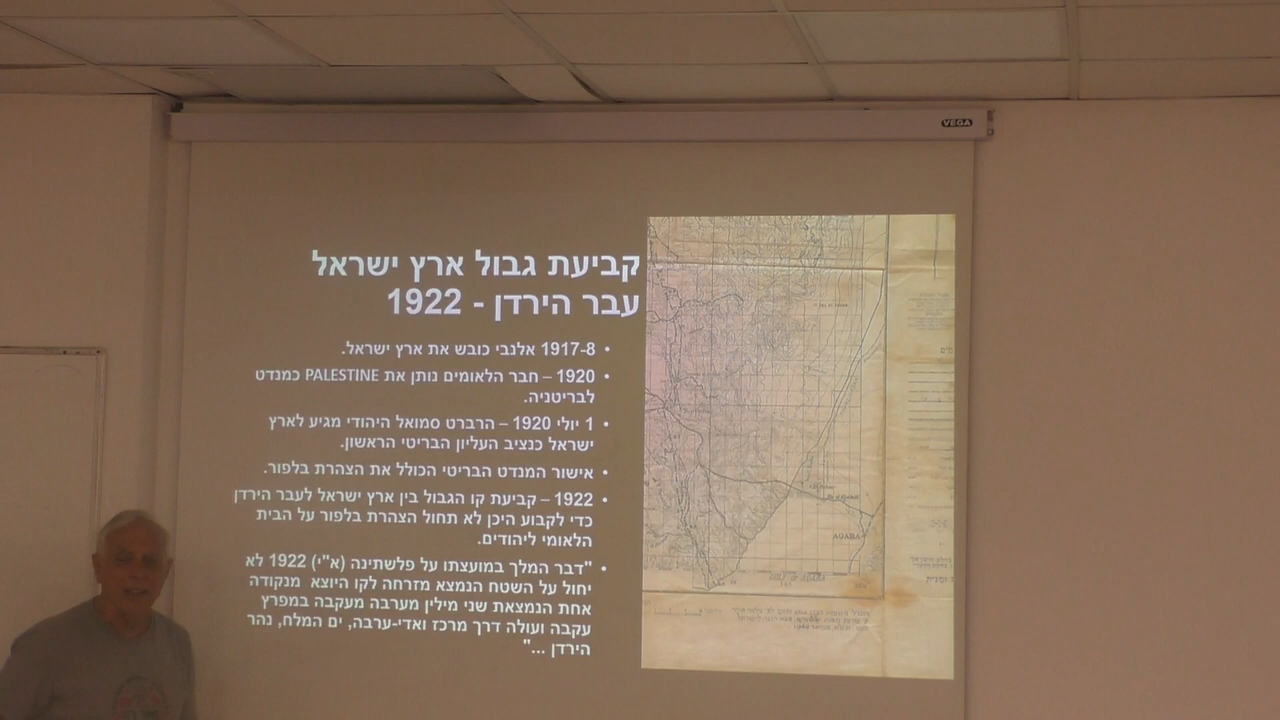 VEGA
קביעת גבול ארץ ישראל
עבר הירדן - 1922
• 1917-8 אלנבי כובש את ארץ ישראל.
• 1920 – חבר הלאומים נותן את PALESTINE כמנדט
לבריטניה.
• 1 יולי 1920 – הרברט סמואל היהודי מגיע לארץ
ישראל כנציב העליון הבריטי הראשון.
• אישור המנדט הבריטי הכולל את הצהרת בלפור.
• 1922 – קביעת קו הגבול בין ארץ ישראל לעבר הירדן
כדי לקבוע היכן לא תחול הצהרת בלפור על הבית
הלאומי ליהודים.
• "דבר המלך במועצתו על פלשתינה (א"י) 1922 לא
יחול על השטח הנמצא מזרחה לקו היוצא מנקודה
אחת הנמצאת שני מילין מערבה מעקבה במפרץ
עקבה ועולה דרך מרכז ואדי-ערבה, ים המלח, נהר
הירדן ..."
AQABA
GULF OF AQABA